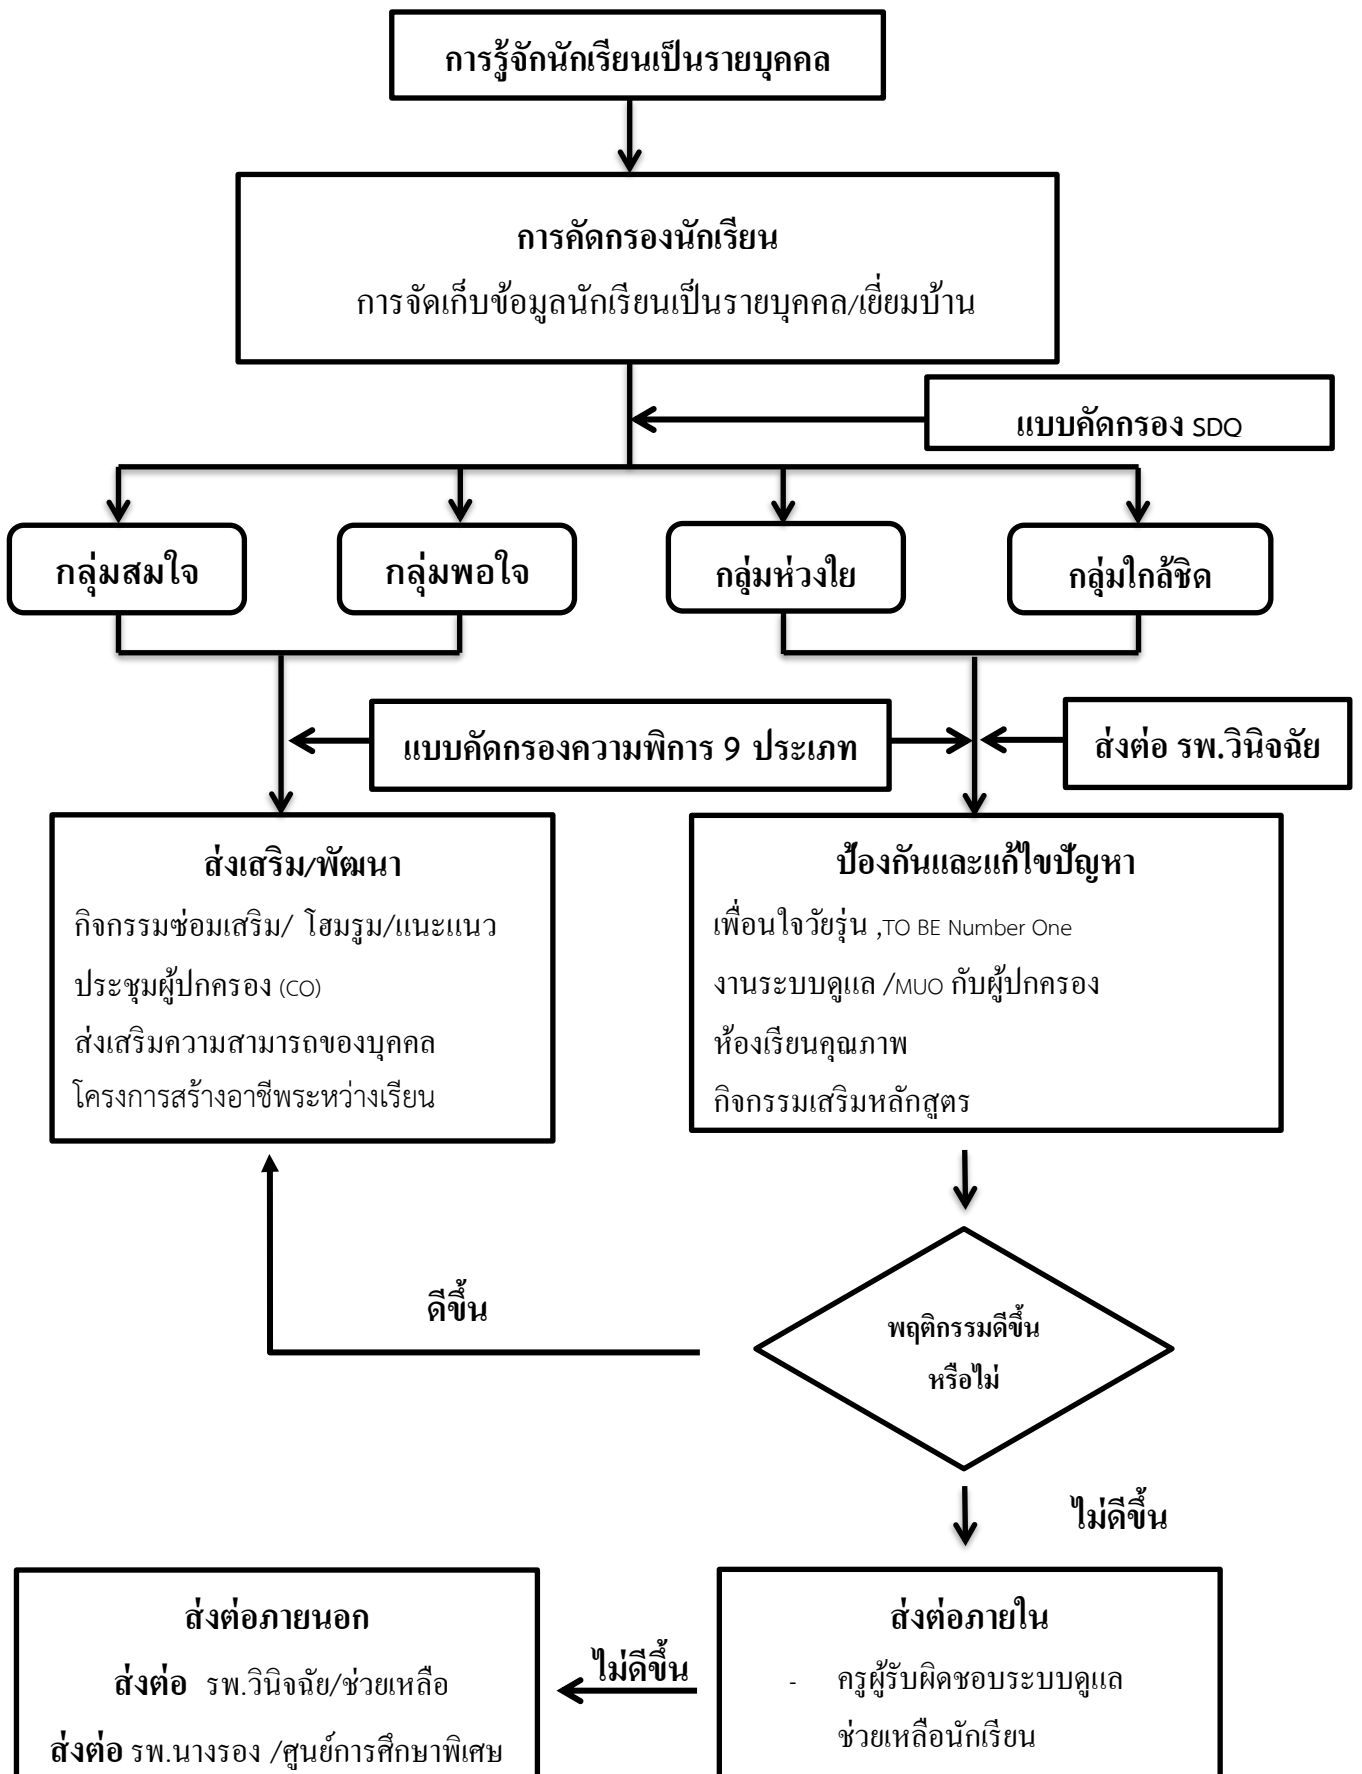 การรู้จักนักเรียนเป็นรายบุคคล
การคัดกรองนักเรียน
การจัดเก็บข้อมูลนักเรียนเป็นรายบุคคล/เยี่ยมบ้าน
แบบคัดกรอง SDQ
กลุ่มสมใจ
กลุ่มพอใจ
กลุ่มห่วงใย
กลุ่มใกล้ชิด
แบบคัดกรองความพิการ 9 ประเภท
ส่งต่อ รพ.วินิจฉัย
ส่งเสริม/พัฒนา
กิจกรรมซ่อมเสริม/ โฮมรูม/แนะแนว
ประชุมผู้ปกครอง (CO)
ส่งเสริมความสามารถของบุคคล
โครงการสร้างอาชีพระหว่างเรียน
ป้องกันและแก้ไขปัญหา
เพื่อนใจวัยรุ่น ,TO BE Number One
งานระบบดูแล /MUO กับผู้ปกครอง
ห้องเรียนคุณภาพ
กิจกรรมเสริมหลักสูตร
ดีขึ้น
พฤติกรรมดีขึ้น
หรือไม่
ไม่ดีขึ้น
ส่งต่อภายนอก
ส่งต่อ รพ.วินิจฉัย/ช่วยเหลือ
ส่งต่อ รพ.นางรอง /ศูนย์การศึกษาพิเศษ
ไม่ดีขึ้น
ส่งต่อภายใน
- ครูผู้รับผิดชอบระบบดูแล
ช่วยเหลือนักเรียน